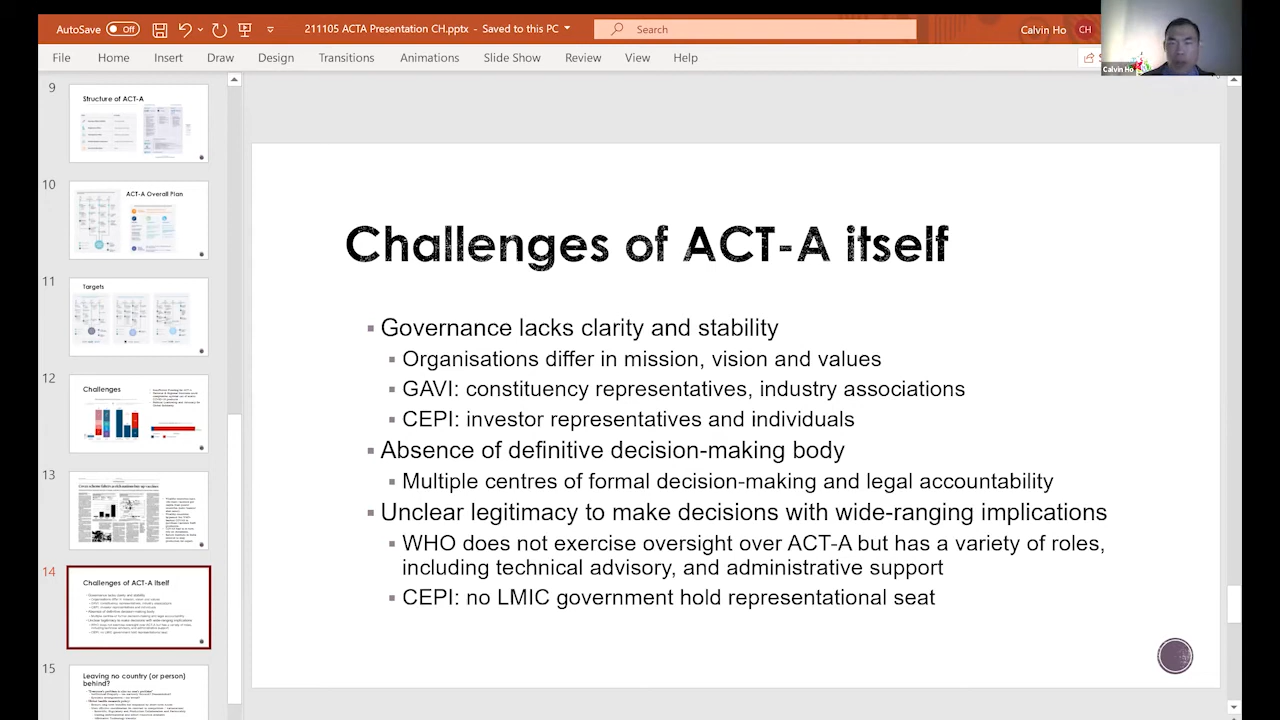 AutoSave Off
211105 ACTA Presentation CH.pptx - Saved to this PC
Search
Calvin Ho CH
Calvin Ho
File Home Insert Draw Design Transitions Animations Slide Show Review View Help
9
Structure of ACT-A
10
ACT-A Overall Plan
11
Targets
12
Challenges
13
14
Challenges of ACT-A itself
15
Leaving no country (or person)
behind?
Challenges of ACT-A itself
Governance lacks clarity and stability
Organisations differ in mission, vision and values
GAVI: constituency representatives, industry associations
CEPI: investor representatives and individuals
Absence of definitive decision-making body
Multiple centres of formal decision-making and legal accountability
Unclear legitimacy to make decisions with wide-ranging implications
WHO does not exercise oversight over ACT-A but has a variety of roles,
including technical advisory, and administrative support
CEPI: no LMIC government hold representational seat